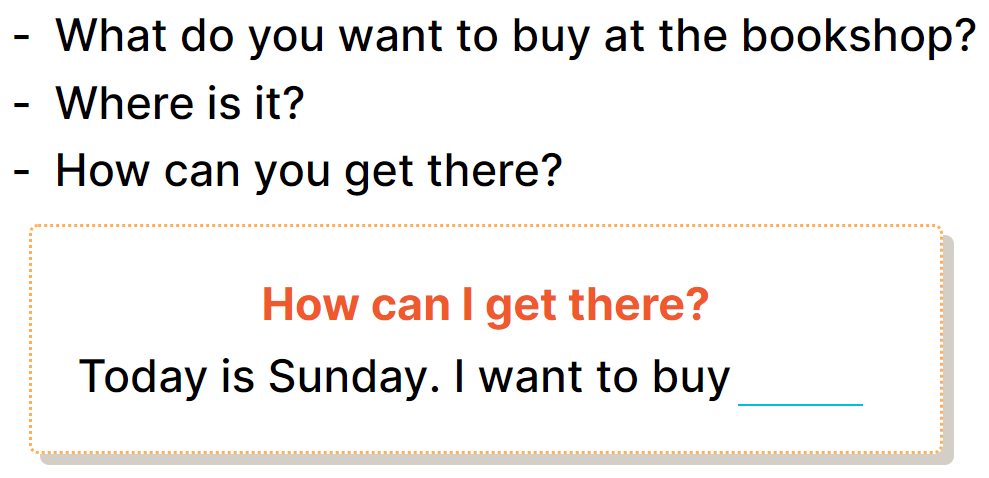 - What do you want to buy at the bookshop?
- Where is it?
- How can you get there?
How can I get there?
Today is Sunday. I want to buy ______